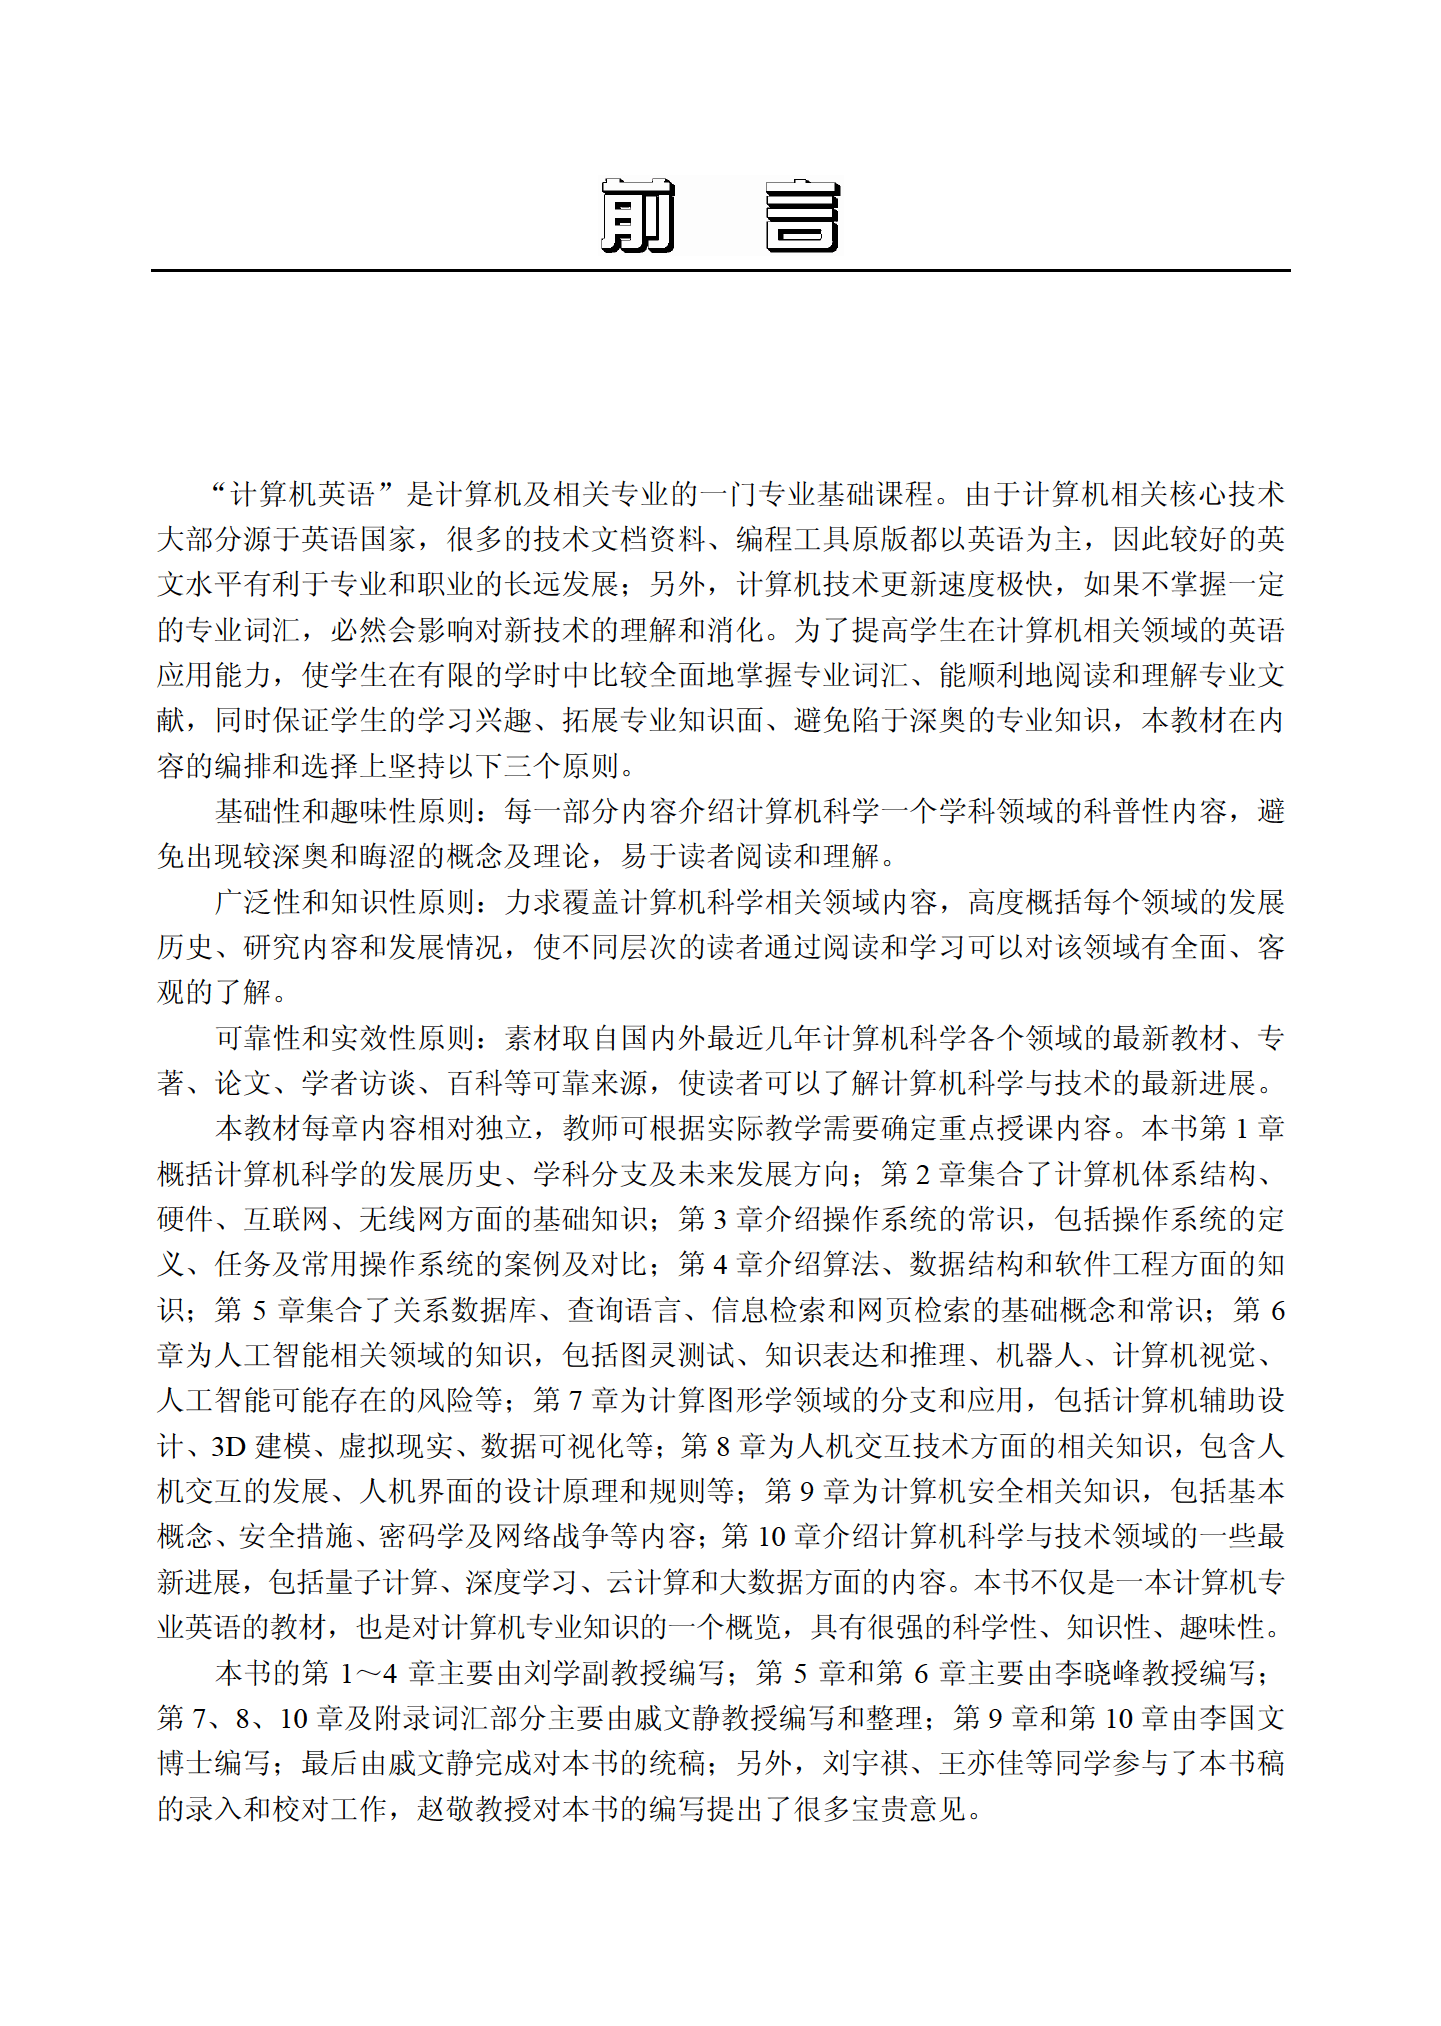 前 言
“计算机英语”是计算机及相关专业的一门专业基础课程。由于计算机相关核心技术
大部分源于英语国家，很多的技术文档资料、编程工具原版都以英语为主，因此较好的英
文水平有利于专业和职业的长远发展；另外，计算机技术更新速度极快，如果不掌握一定
的专业词汇，必然会影响对新技术的理解和消化。为了提高学生在计算机相关领域的英语
应用能力，使学生在有限的学时中比较全面地掌握专业词汇、能顺利地阅读和理解专业文
献，同时保证学生的学习兴趣、拓展专业知识面、避免陷于深奥的专业知识，本教材在内
容的编排和选择上坚持以下三个原则。
基础性和趣味性原则：每一部分内容介绍计算机科学一个学科领域的科普性内容，避
免出现较深奥和晦涩的概念及理论，易于读者阅读和理解。
广泛性和知识性原则：力求覆盖计算机科学相关领域内容，高度概括每个领域的发展
历史、研究内容和发展情况，使不同层次的读者通过阅读和学习可以对该领域有全面、客
观的了解。
可靠性和实效性原则：素材取自国内外最近几年计算机科学各个领域的最新教材、专
著、论文、学者访谈、百科等可靠来源，使读者可以了解计算机科学与技术的最新进展。
本教材每章内容相对独立，教师可根据实际教学需要确定重点授课内容。本书第 1 章
概括计算机科学的发展历史、学科分支及未来发展方向；第 2 章集合了计算机体系结构、
硬件、互联网、无线网方面的基础知识；第 3 章介绍操作系统的常识，包括操作系统的定
义、任务及常用操作系统的案例及对比；第 4 章介绍算法、数据结构和软件工程方面的知
识；第 5 章集合了关系数据库、查询语言、信息检索和网页检索的基础概念和常识；第 6
章为人工智能相关领域的知识，包括图灵测试、知识表达和推理、机器人、计算机视觉、
人工智能可能存在的风险等；第 7 章为计算图形学领域的分支和应用，包括计算机辅助设
计、3D 建模、虚拟现实、数据可视化等；第 8 章为人机交互技术方面的相关知识，包含人
机交互的发展、人机界面的设计原理和规则等；第 9 章为计算机安全相关知识，包括基本
概念、安全措施、密码学及网络战争等内容；第 10 章介绍计算机科学与技术领域的一些最
新进展，包括量子计算、深度学习、云计算和大数据方面的内容。本书不仅是一本计算机专
业英语的教材，也是对计算机专业知识的一个概览，具有很强的科学性、知识性、趣味性。
本书的第 1～4 章主要由刘学副教授编写；第 5 章和第 6 章主要由李晓峰教授编写；
第 7、8、10 章及附录词汇部分主要由戚文静教授编写和整理；第 9 章和第 10 章由李国文
博士编写；最后由戚文静完成对本书的统稿；另外，刘宇祺、王亦佳等同学参与了本书稿
的录入和校对工作，赵敬教授对本书的编写提出了很多宝贵意见。